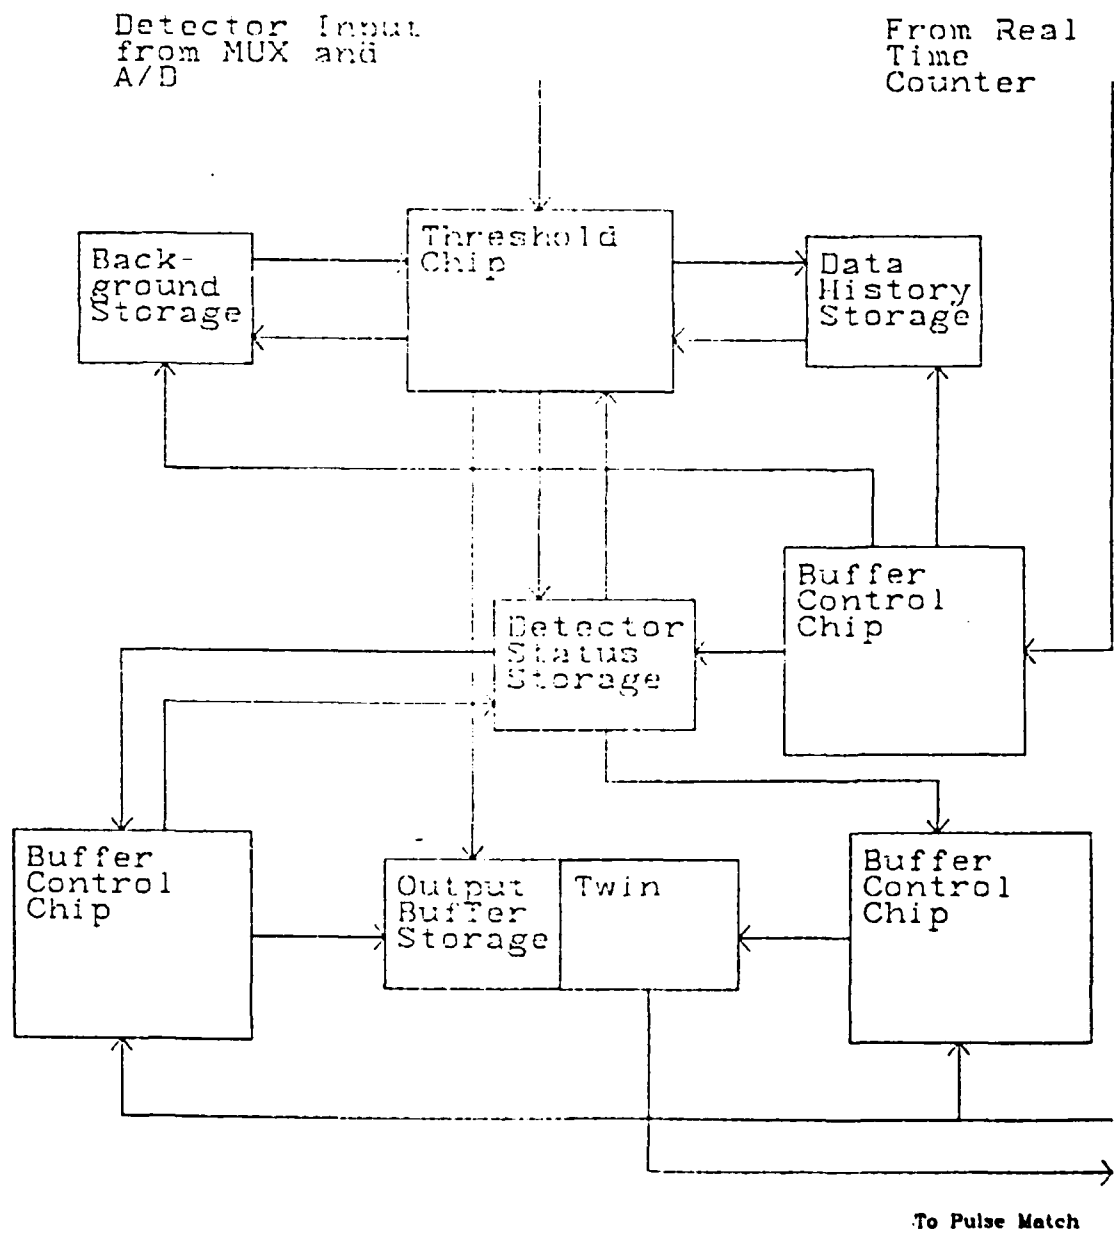 Detector Input
from MUX and
A/D
From Real
Time
Counter
Threshold
Chip
Back-
ground
Storage
Data
History
Storage
Buffer
Control
Chip
Detector
Status
Storage
Buffer
Control
Chip
Output
Buffer
Storage
Twin
Buffer
Control
Chip
To Pulse Match